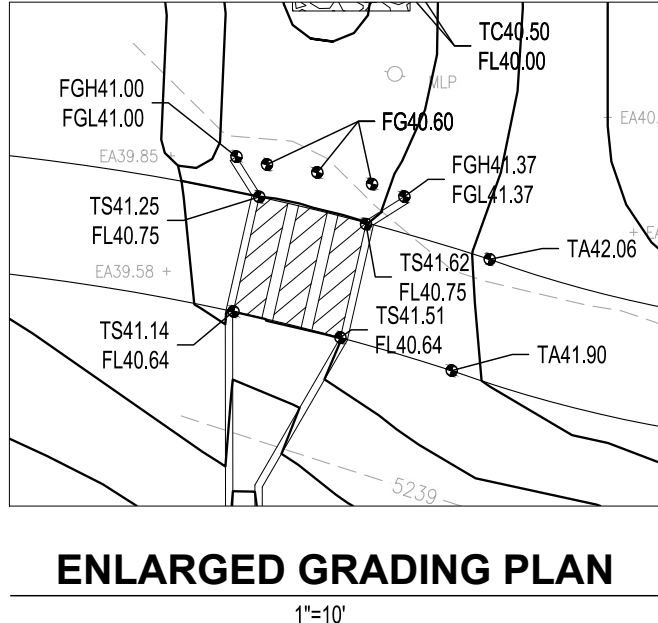 TC40.50
FL40.00
MLP
FGH41.00
FGL41.00
FG40.60
EA40.
EA39.85 +
FGH41.37
FGL41.37
TS41.25
FL40.75
+ EA
TA42.06
EA39.58 +
TS41.62
FL40.75
TS41.14
FL40.64
TS41.51
FL40.64
TA41.90
5239
ENLARGED GRADING PLAN
1"=10'